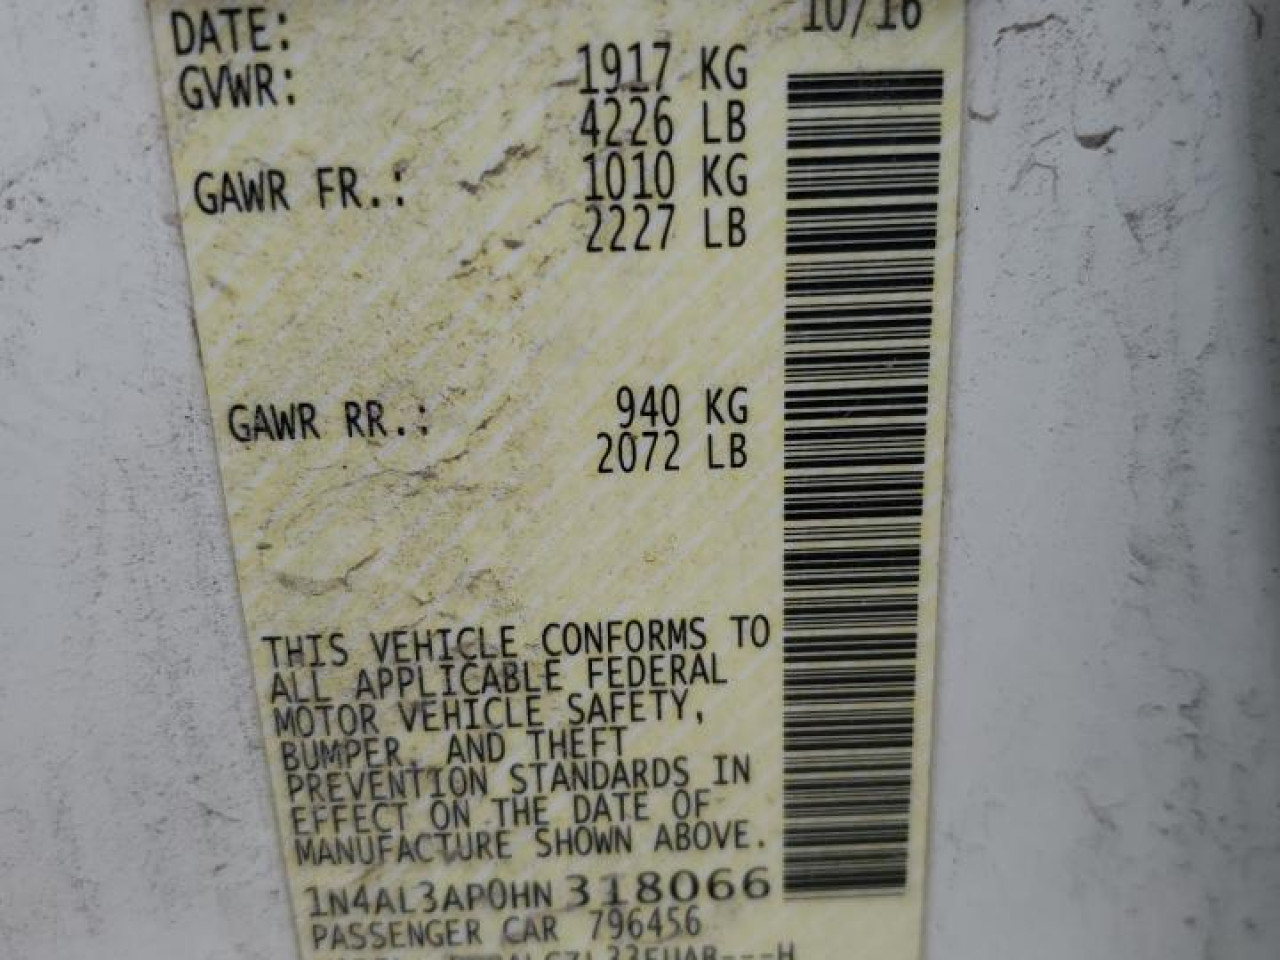 DATE: 10/16
GVWR: 1917 KG
4226 LB
GAWR FR.: 1010 KG
2227 LB
GAWR RR.: 940 KG
2072 LB
THIS VEHICLE CONFORMS TO
ALL APPLICABLE FEDERAL
MOTOR VEHICLE SAFETY,
BUMPER, AND THEFT
PREVENTION STANDARDS IN
EFFECT ON THE DATE OF
MANUFACTURE SHOWN ABOVE.
1N4AL3AP0HN 318066
PASSENGER CAR 796456